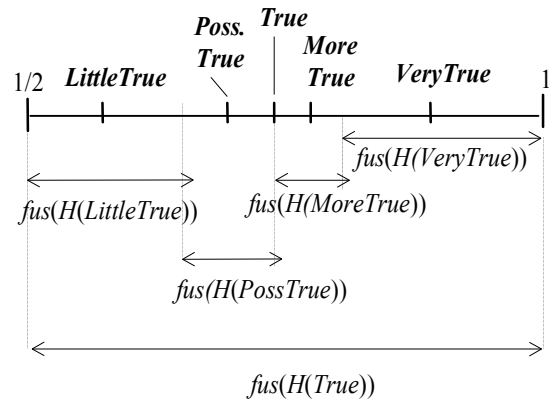 True
Poss.
True
More
True
1/2 LittleTrue VeryTrue 1
fus(H(VeryTrue))
fus(H(LittleTrue)) fus(H(MoreTrue))
fus(H(PossTrue))
fus(H(True))